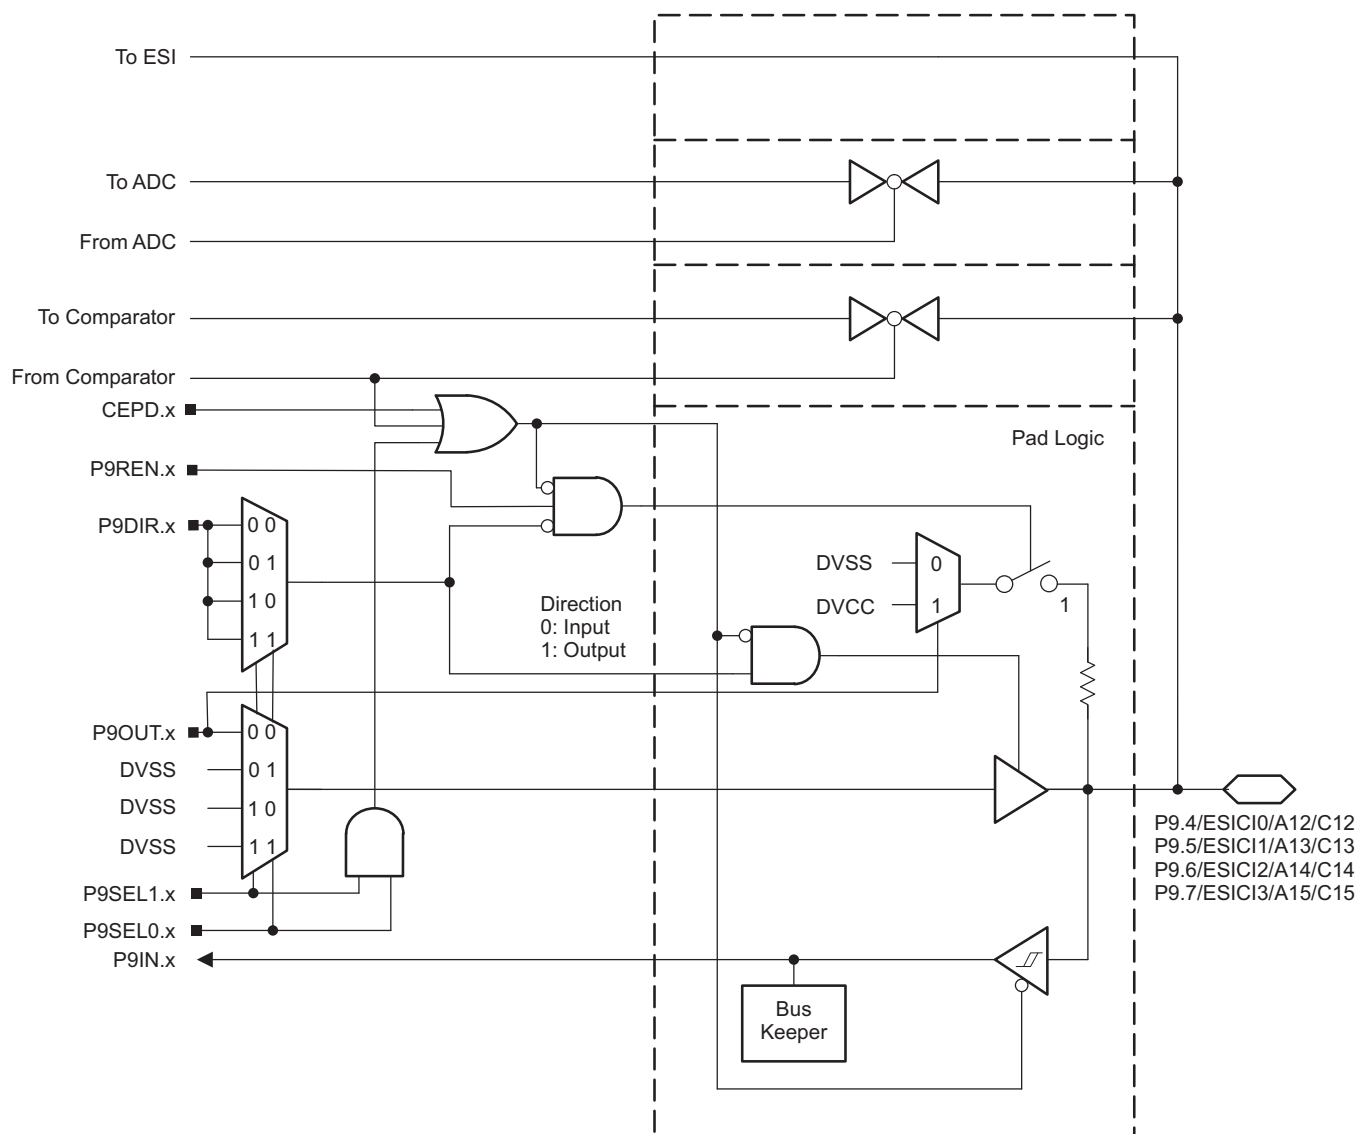 To ESI
To ADC
From ADC
To Comparator
From Comparator
CEPD.x
Pad Logic
P9REN.x
P9DIR.x
0 0
0 1
1 0
1 1
DVSS
0
DVCC
1
1
Direction
0: Input
1: Output
P9OUT.x
0 0
DVSS
0 1
DVSS
1 0
DVSS
1 1
P9.4/ESICI0/A12/C12
P9.5/ESICI1/A13/C13
P9.6/ESICI2/A14/C14
P9.7/ESICI3/A15/C15
P9SEL1.x
P9SEL0.x
P9IN.x
Bus
Keeper